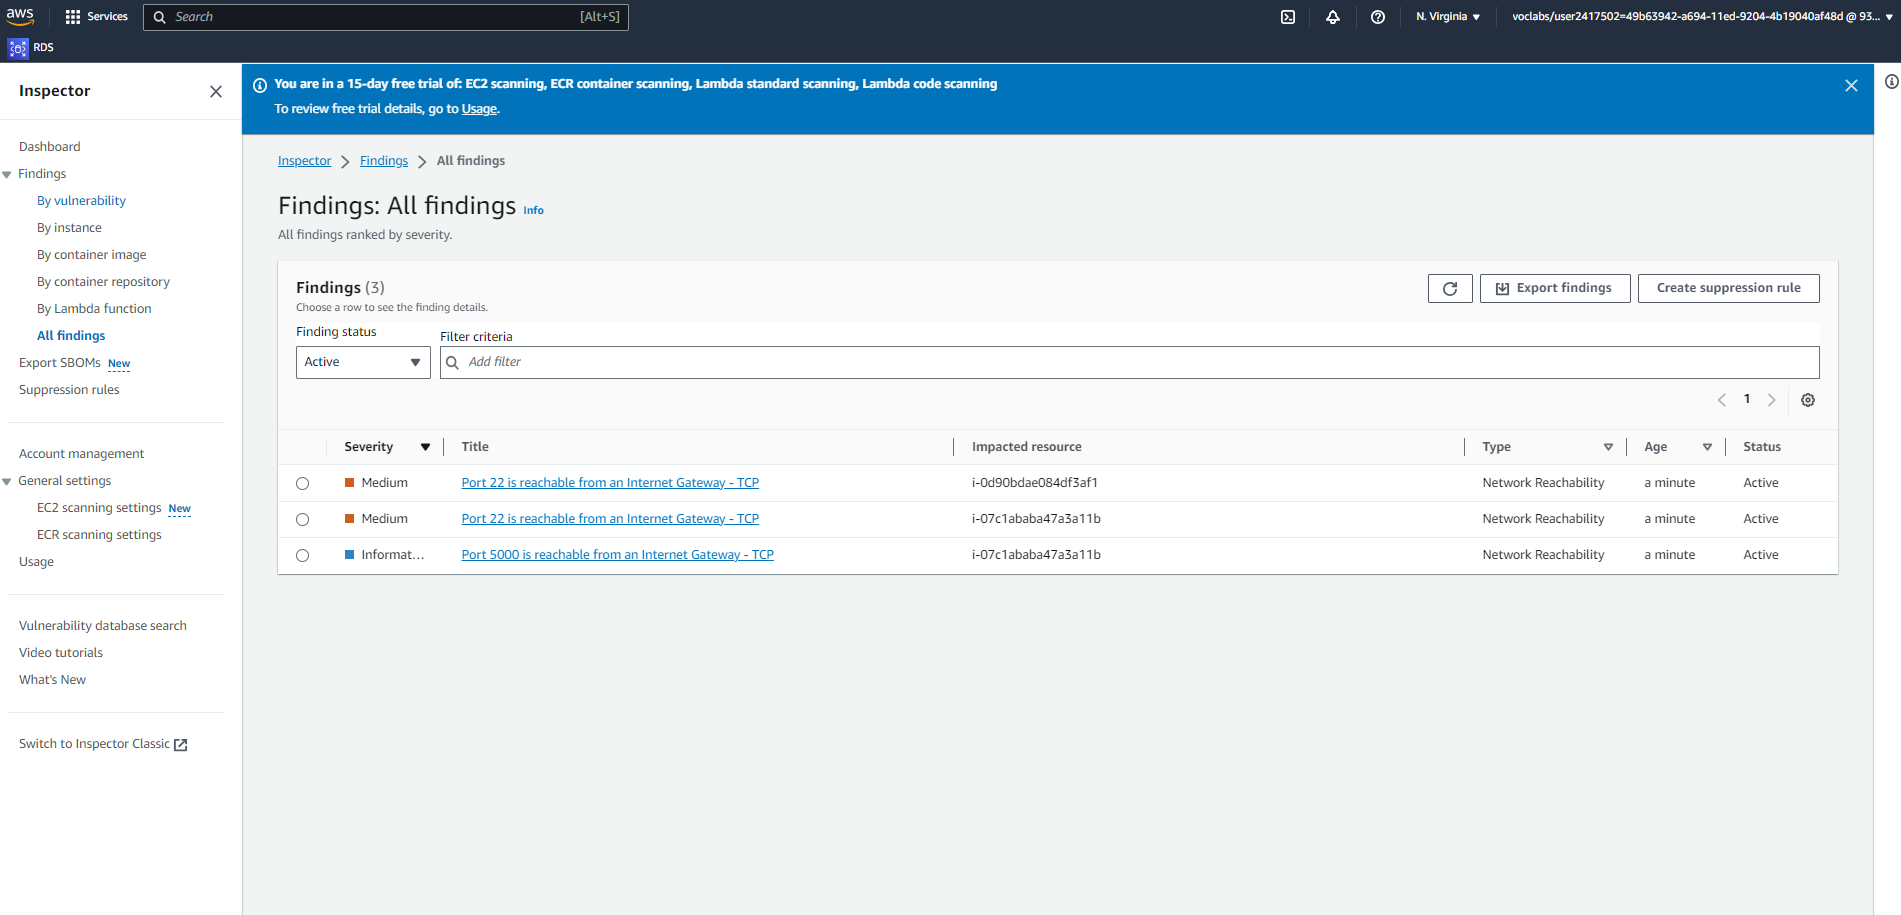 aws
Services
Search
[Alt+S]
N. Virginia
voclabs/user2417502=49b63942-a694-11ed-9204-4b19040af48d @ 93...
RDS
Inspector
Dashboard
Findings
By vulnerability
By instance
By container image
By container repository
By Lambda function
All findings
Export SBOMs New
Suppression rules
Account management
General settings
EC2 scanning settings New
ECR scanning settings
Usage
Vulnerability database search
Video tutorials
What's New
Switch to Inspector Classic
You are in a 15-day free trial of: EC2 scanning, ECR container scanning, Lambda standard scanning, Lambda code scanning
To review free trial details, go to Usage.
Inspector > Findings > All findings
Findings: All findings Info
All findings ranked by severity.
Findings (3)
Choose a row to see the finding details.
Export findings
Create suppression rule
Finding status
Filter criteria
Active
Add filter
1
Severity Title Impacted resource Type Age Status
Medium Port 22 is reachable from an Internet Gateway - TCP i-0d90bdae084df3af1 Network Reachability a minute Active
Medium Port 22 is reachable from an Internet Gateway - TCP i-07c1ababa47a3a11b Network Reachability a minute Active
Informat... Port 5000 is reachable from an Internet Gateway - TCP i-07c1ababa47a3a11b Network Reachability a minute Active